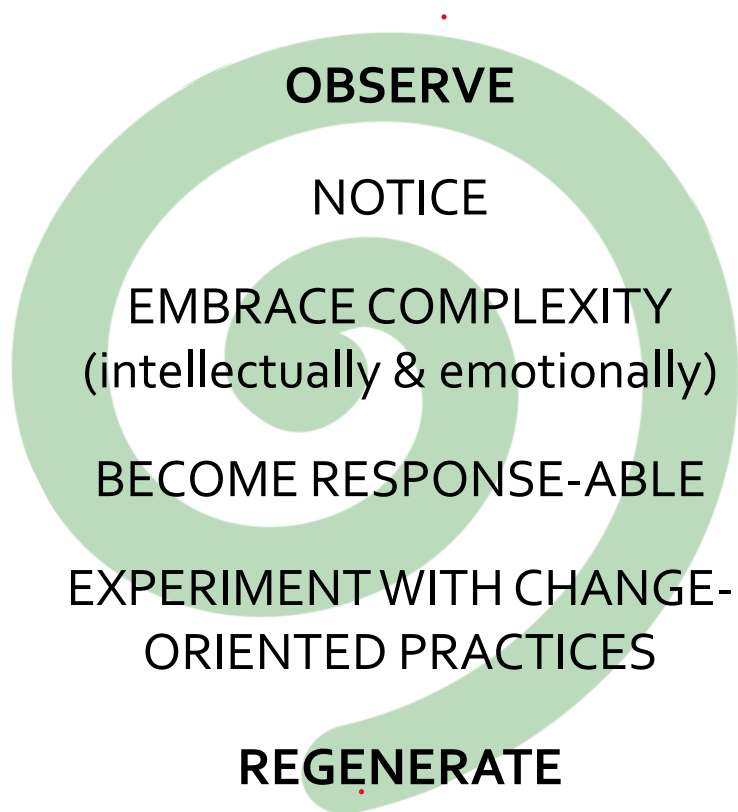 OBSERVE
NOTICE
EMBRACE COMPLEXITY
(intellectually & emotionally)
BECOME RESPONSE-ABLE
EXPERIMENT WITH CHANGE-
ORIENTED PRACTICES
REGENERATE